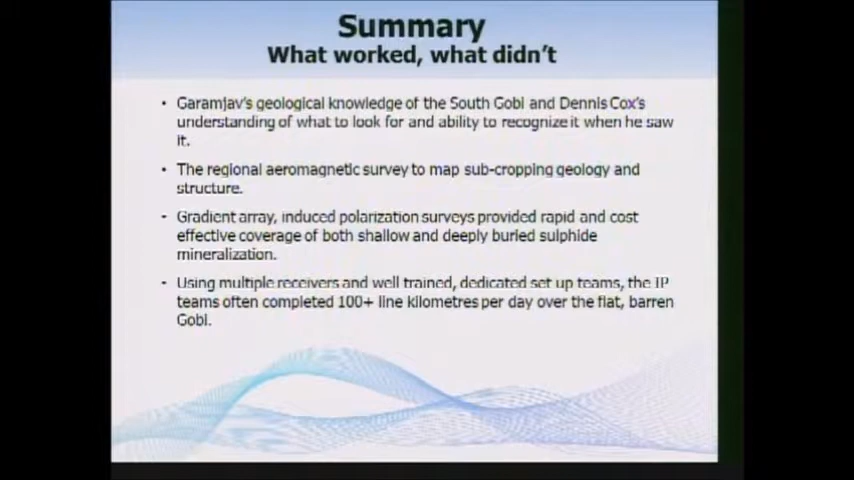 Summary
What worked, what didn't
• Garamjav's geological knowledge of the South Gobi and Dennis Cox's
understanding of what to look for and ability to recognize it when he saw
it.
• The regional aeromagnetic survey to map sub-cropping geology and
structure.
• Gradient array, induced polarization surveys provided rapid and cost
effective coverage of both shallow and deeply buried sulphide
mineralization.
• Using multiple receivers and well trained, dedicated set up teams, the IP
teams often completed 100+ line kilometres per day over the flat, barren
Gobi.